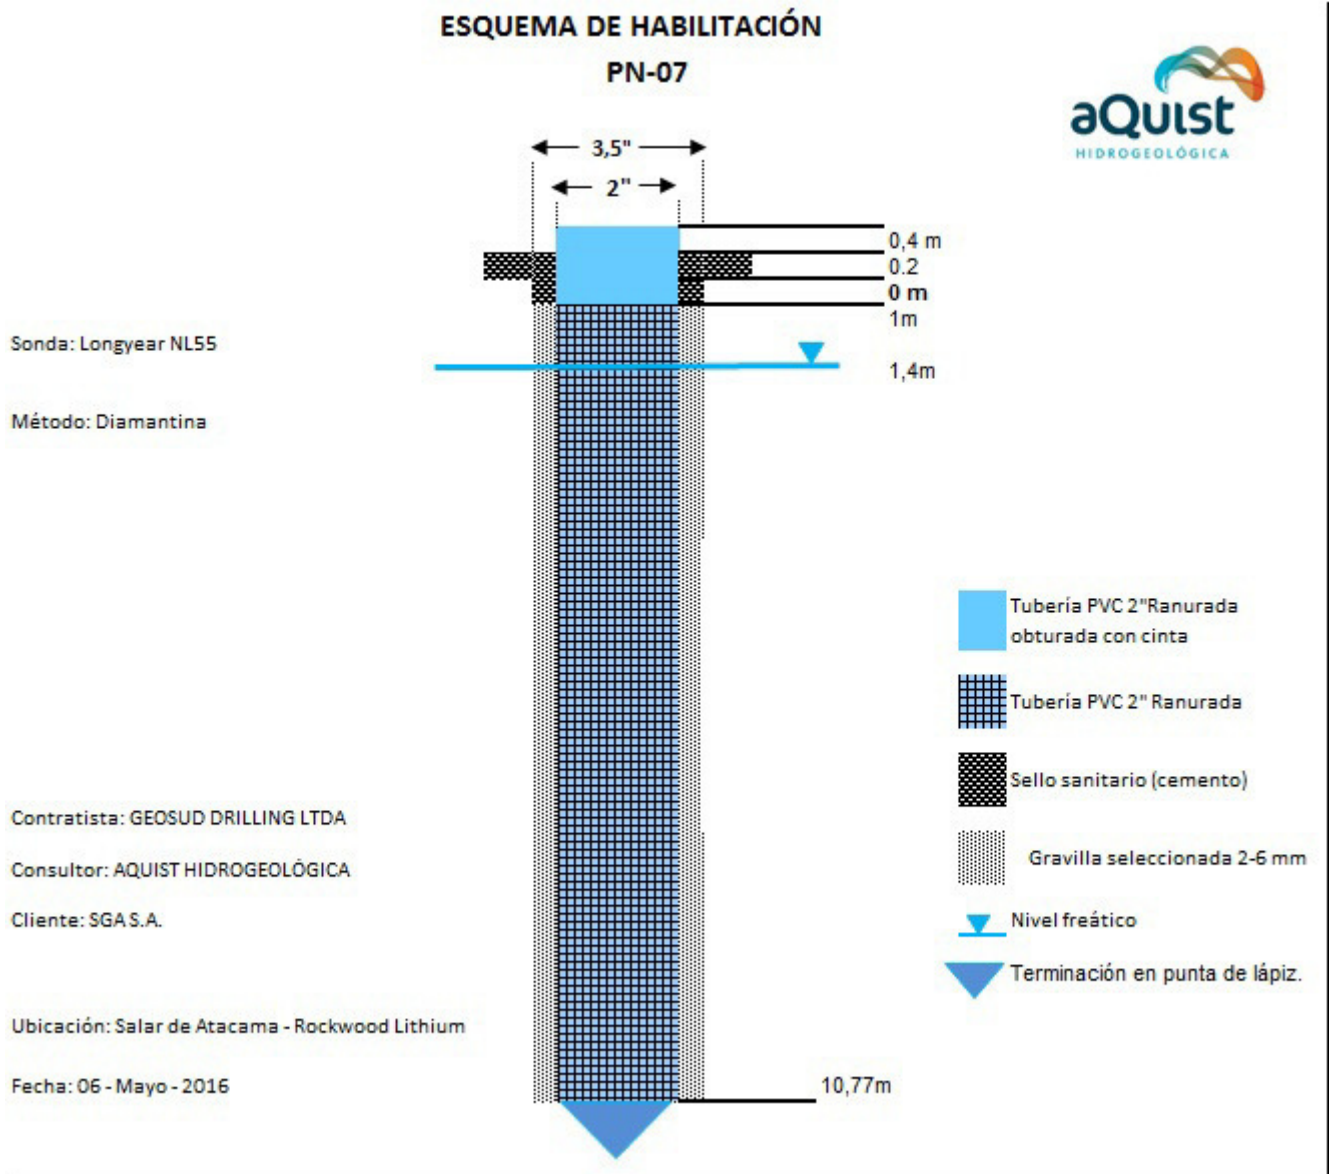 ESQUEMA DE HABILITACIÓN
PN-07
aQuist
HIDROGEOLÓGICA
3,5"
2"
0,4 m
0.2
0 m
1m
1,4m
Sonda: Longyear NL55
Método: Diamantina
Tubería PVC 2"Ranurada
obturada con cinta
Tubería PVC 2" Ranurada
Sello sanitario (cemento)
Gravilla seleccionada 2-6 mm
Nivel freático
Terminación en punta de lápiz.
Contratista: GEOSUD DRILLING LTDA
Consultor: AQUIST HIDROGEOLÓGICA
Cliente: SGA S.A.
Ubicación: Salar de Atacama - Rockwood Lithium
Fecha: 06 - Mayo - 2016
10,77m